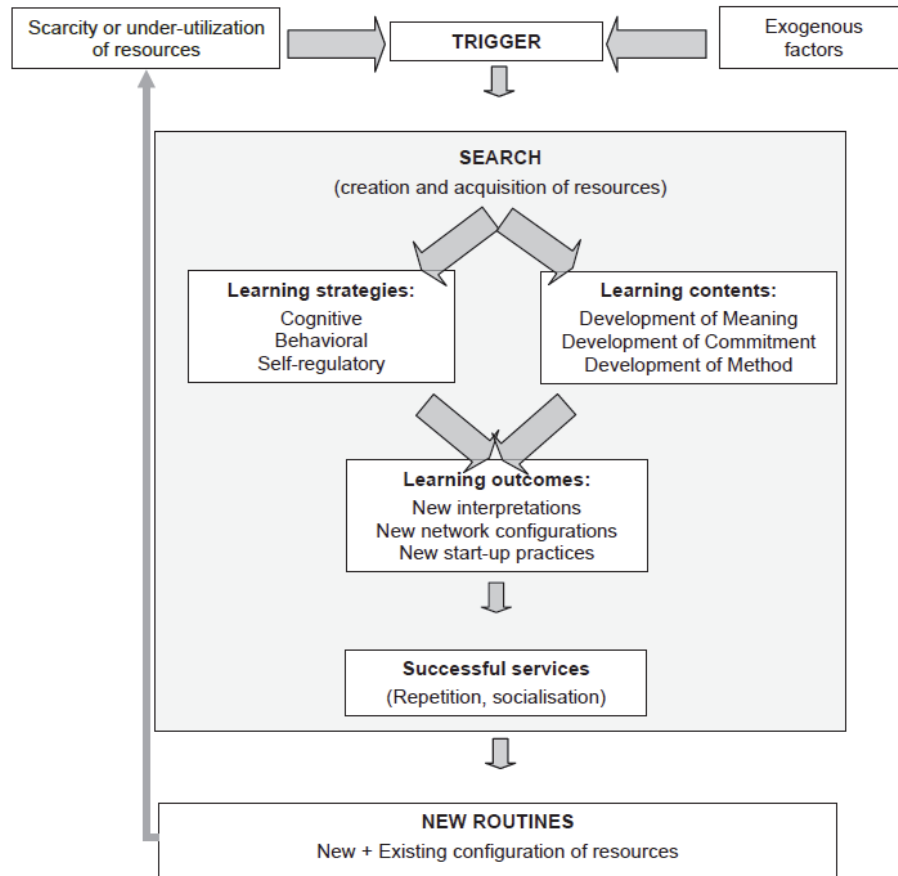 Scarcity or under-utilization
of resources
TRIGGER
Exogenous
factors
SEARCH
(creation and acquisition of resources)
Learning strategies:
Cognitive
Behavioral
Self-regulatory
Learning contents:
Development of Meaning
Development of Commitment
Development of Method
Learning outcomes:
New interpretations
New network configurations
New start-up practices
Successful services
(Repetition, socialisation)
NEW ROUTINES
New + Existing configuration of resources